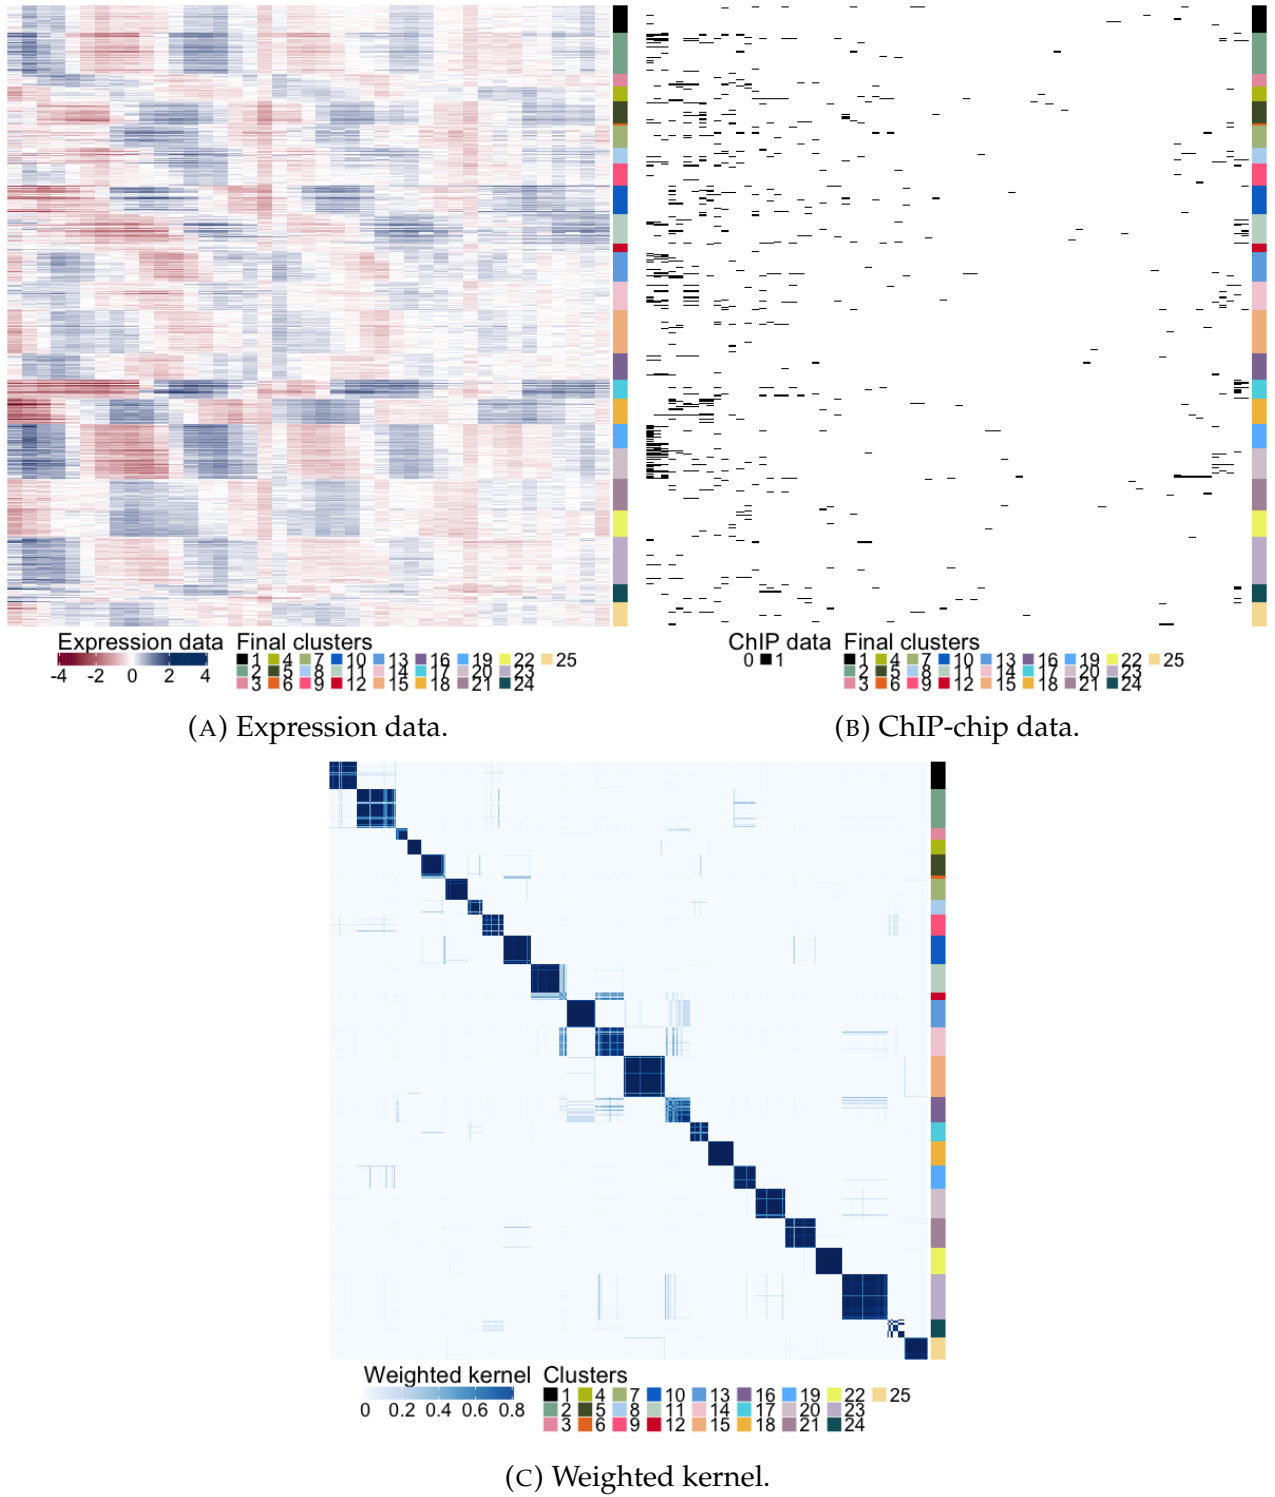 Expression data Final clusters
-4 -2 0 2 4
1 4 7 10 13 16 19 22 25
2 5 8 11 14 17 20 23
3 6 9 12 15 18 21 24
(A) Expression data.
ChIP data Final clusters
0 1
1 4 7 10 13 16 19 22 25
2 5 8 11 14 17 20 23
3 6 9 12 15 18 21 24
(B) ChIP-chip data.
Weighted kernel Clusters
0 0.2 0.4 0.6 0.8
1 4 7 10 13 16 19 22 25
2 5 8 11 14 17 20 23
3 6 9 12 15 18 21 24
(C) Weighted kernel.